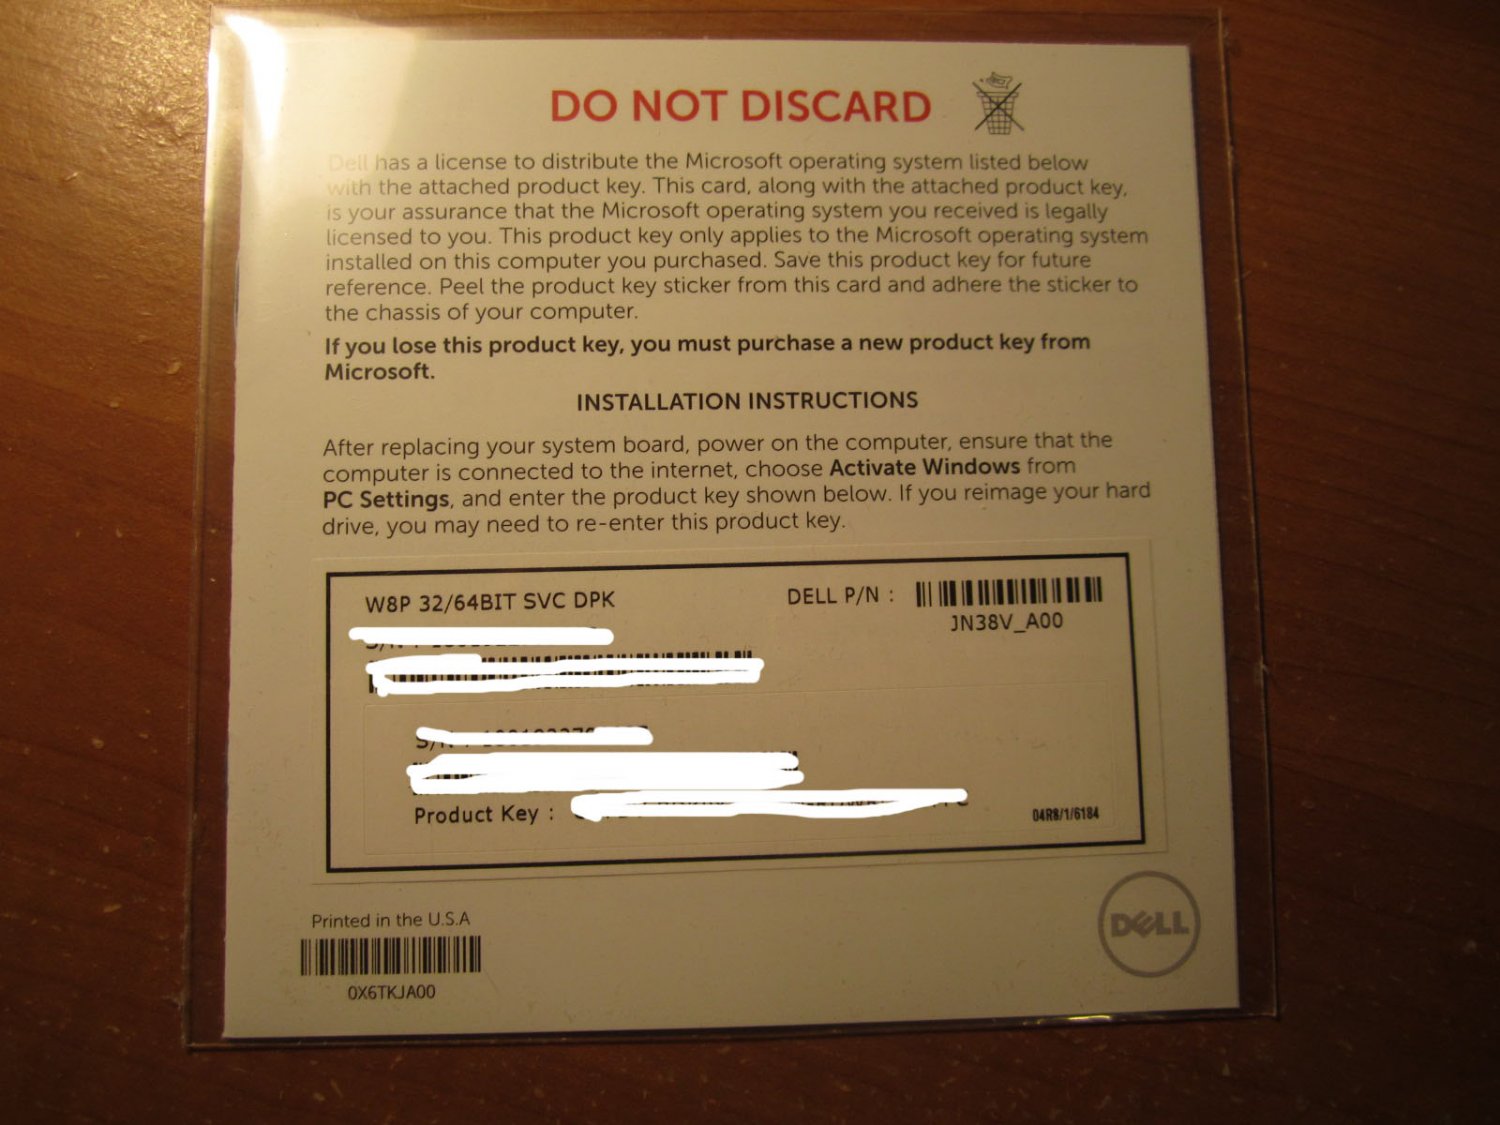 DO NOT DISCARD
Dell has a license to distribute the Microsoft operating system listed below
with the attached product key. This card, along with the attached product key,
is your assurance that the Microsoft operating system you received is legally
licensed to you. This product key only applies to the Microsoft operating system
installed on this computer you purchased. Save this product key for future
reference. Peel the product key sticker from this card and adhere the sticker to
the chassis of your computer.
If you lose this product key, you must purchase a new product key from
Microsoft.
INSTALLATION INSTRUCTIONS
After replacing your system board, power on the computer, ensure that the
computer is connected to the internet, choose Activate Windows from
PC Settings, and enter the product key shown below. If you reimage your hard
drive, you may need to re-enter this product key.
W8P 32/64BIT SVC DPK
DELL P/N :
JN38V_A00
Product Key :
04R8/1/6184
Printed in the U.S.A
0X6TKJA00
DELL